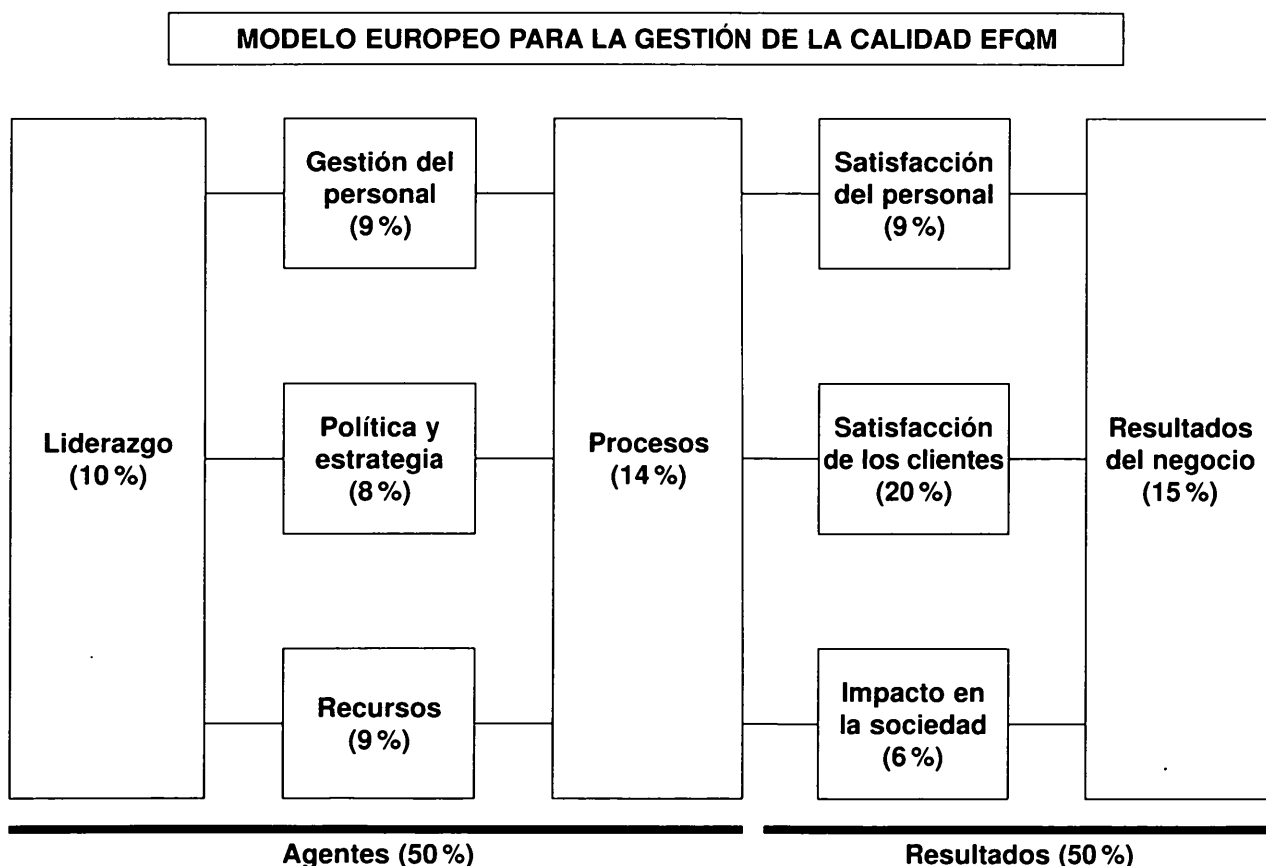 MODELO EUROPEO PARA LA GESTIÓN DE LA CALIDAD EFQM
Liderazgo
(10 %)
Gestión del
personal
(9 %)
Política y
estrategia
(8 %)
Recursos
(9 %)
Procesos
(14 %)
Satisfacción
del personal
(9 %)
Satisfacción
de los clientes
(20 %)
Impacto en
la sociedad
(6 %)
Resultados
del negocio
(15 %)
Agentes (50 %)
Resultados (50 %)